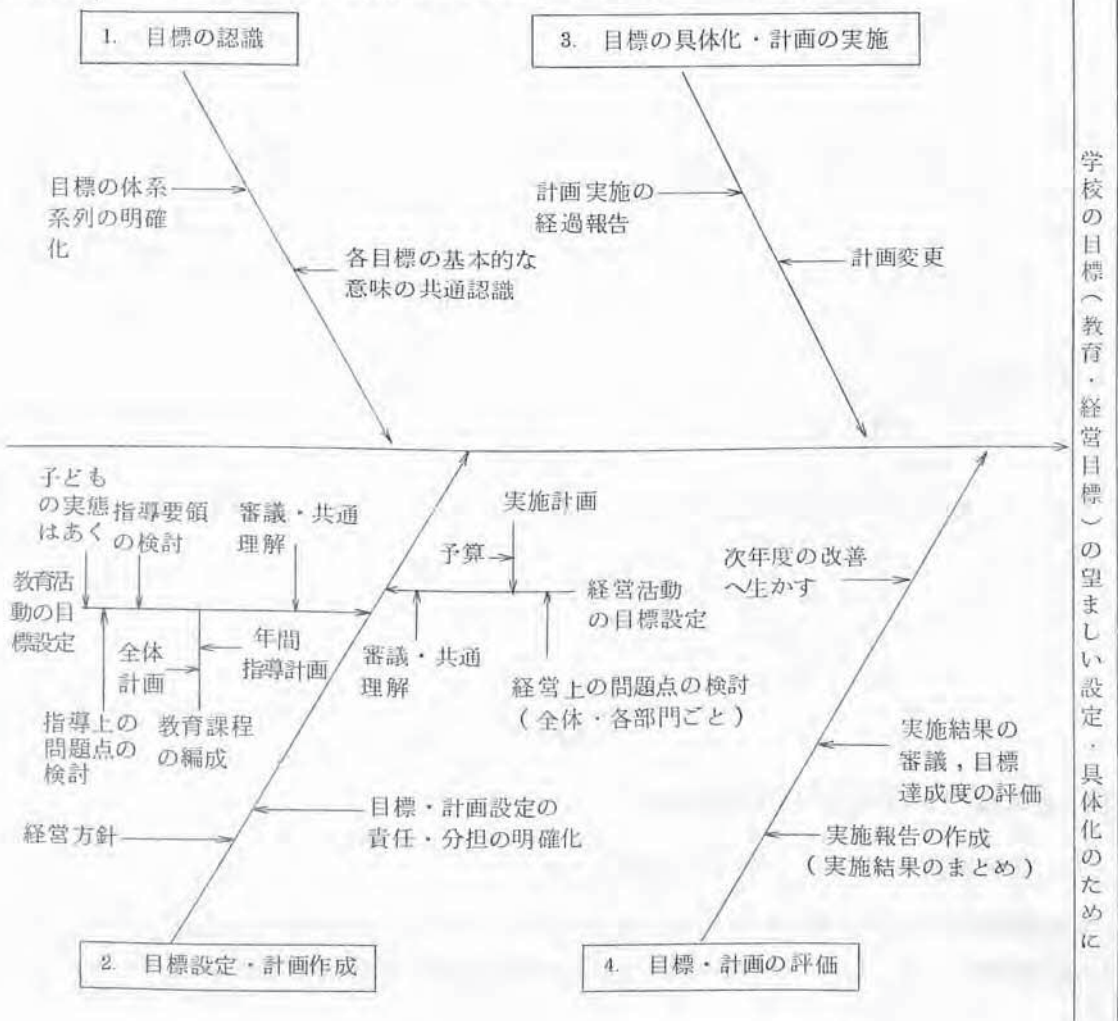 1. 目標の認識
3. 目標の具体化・計画の実施
目標の体系
系列の明確
化
各目標の基本的な
意味の共通認識
計画実施の
経過報告
計画変更
学校の目標（教育・経営目標）の望ましい設定・具体化のために
子ども
の実態
はあく
指導要領
の検討
審議・共通
理解
教育活
動の目
標設定
全体
計画
年間
指導計画
指導上の
問題点の
検討
教育課程
の編成
実施計画
予算
経営活動
の目標設定
審議・共通
理解
経営上の問題点の検討
（全体・各部門ごと）
次年度の改善
へ生かす
実施結果の
審議，目標
達成度の評価
経営方針
目標・計画設定の
責任・分担の明確化
実施報告の作成
（実施結果のまとめ）
2. 目標設定・計画作成
4. 目標・計画の評価